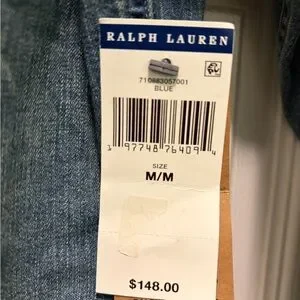 RALPH LAUREN
710883057001
BLUE
1 97748 76409 4
SIZE
M/M
$148.00